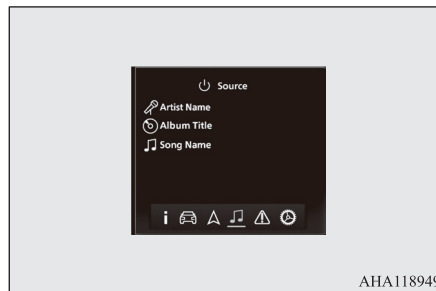 Source
Artist Name
Album Title
Song Name
i
AHA118949